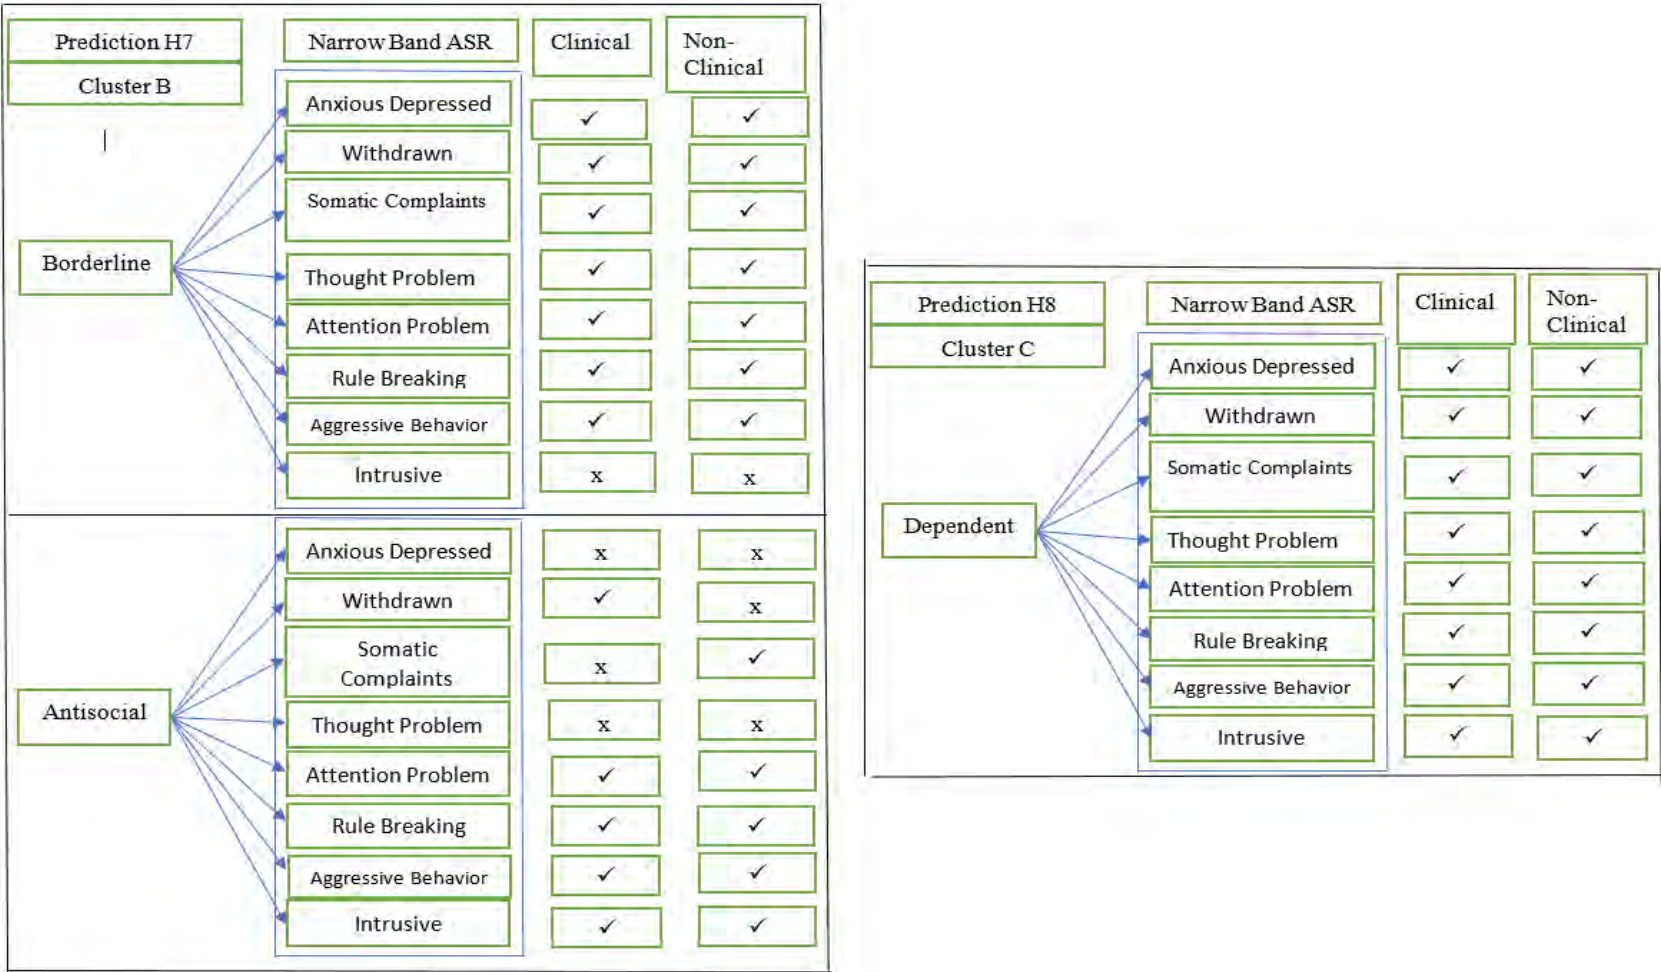 Prediction H7
Narrow Band ASR
Clinical
Non-
Clinical
Cluster B
Borderline
Anxious Depressed ✓ ✓
Withdrawn ✓ ✓
Somatic Complaints ✓ ✓
Thought Problem ✓ ✓
Attention Problem ✓ ✓
Rule Breaking ✓ ✓
Aggressive Behavior ✓ ✓
Intrusive x x
Antisocial
Anxious Depressed x x
Withdrawn ✓ x
Somatic
Complaints x ✓
Thought Problem x x
Attention Problem ✓ ✓
Rule Breaking ✓ ✓
Aggressive Behavior ✓ ✓
Intrusive ✓ ✓
Prediction H8
Narrow Band ASR
Clinical
Non-
Clinical
Cluster C
Dependent
Anxious Depressed ✓ ✓
Withdrawn ✓ ✓
Somatic Complaints ✓ ✓
Thought Problem ✓ ✓
Attention Problem ✓ ✓
Rule Breaking ✓ ✓
Aggressive Behavior ✓ ✓
Intrusive ✓ ✓